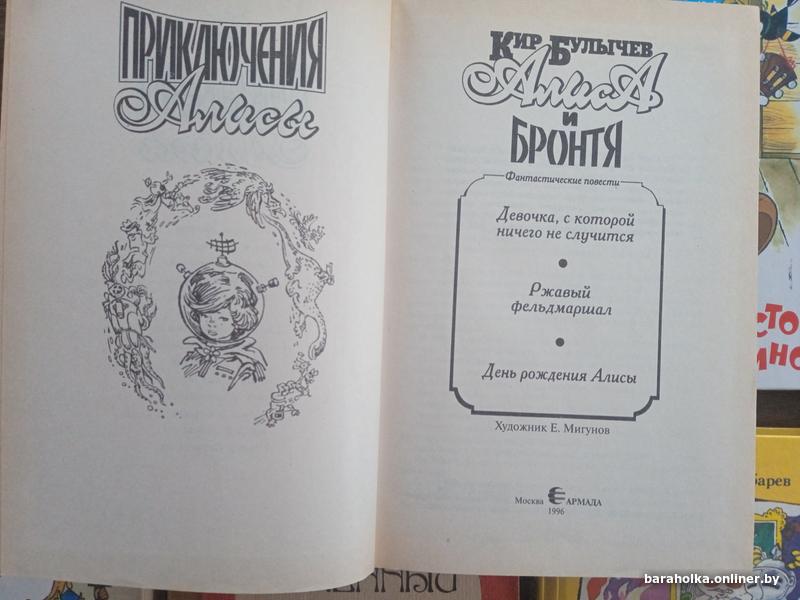 ПРИКЛЮЧЕНИЯ
Алисы
Кир Булычев
АлисА
и
БРОНТЯ
Фантастические повести
Девочка, с которой
ничего не случится
Ржавый
фельдмаршал
День рождения Алисы
Художник Е. Мигунов
Москва АРМАДА
1996
baraholka.onliner.by